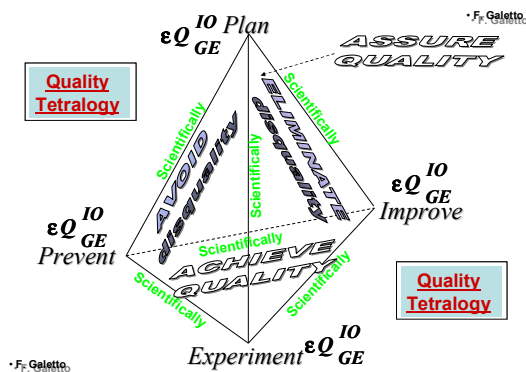 • F. Galetto
εQ IO GE Plan
ASSURE
QUALITY
Quality
Tetralogy
Scientifically
Scientifically
AVOID
disquality
ELIMINATE
disquality
Scientifically
εQ IO GE
Improve
εQ IO GE
Prevent
Scientifically
ACHIEVE
QUALITY
Scientifically
Scientifically
Quality
Tetralogy
Experiment εQ IO GE
• F. Galetto